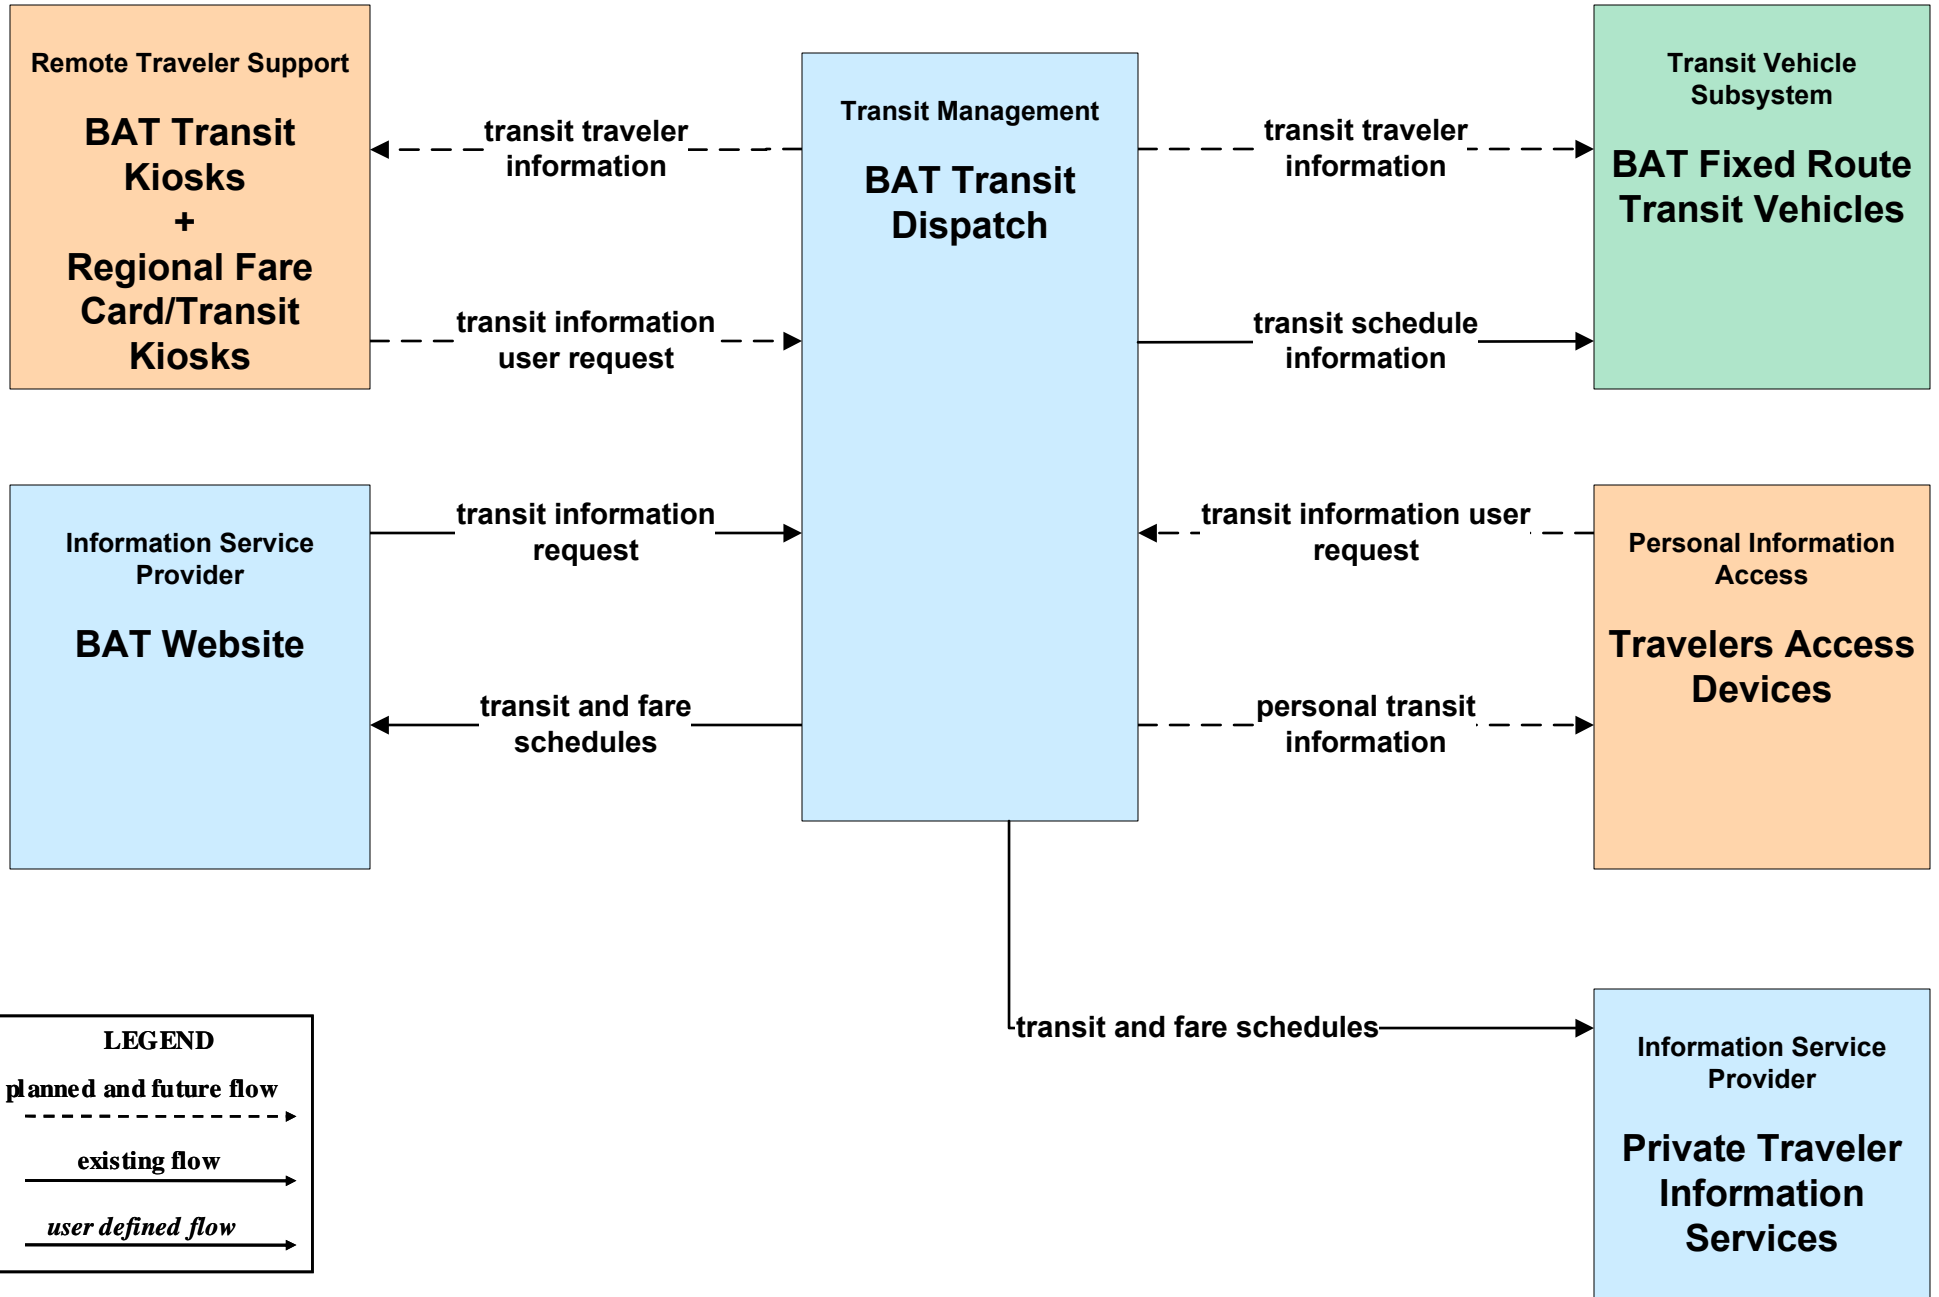 Remote Traveler Support
BAT Transit
Kiosks
+
Regional Fare
Card/Transit
Kiosks
transit traveler
information
transit information
user request
Transit Management
BAT Transit
Dispatch
transit traveler
information
transit schedule
information
Transit Vehicle
Subsystem
BAT Fixed Route
Transit Vehicles
Information Service
Provider
BAT Website
transit information
request
transit and fare
schedules
transit information user
request
personal transit
information
Personal Information
Access
Travelers Access
Devices
transit and fare schedules
Information Service
Provider
Private Traveler
Information
Services
LEGEND
planned and future flow
existing flow
user defined flow